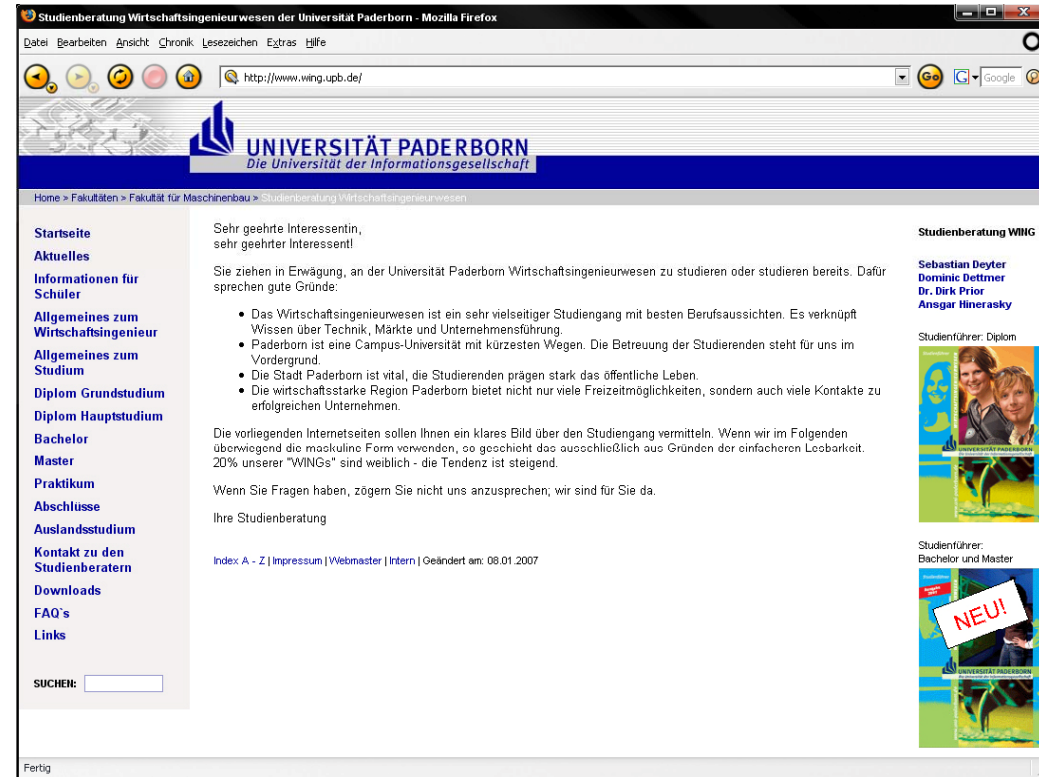 Studienberatung Wirtschaftsingenieurwesen der Universität Paderborn - Mozilla Firefox
Datei Bearbeiten Ansicht Chronik Lesezeichen Extras Hilfe
http://www.wing.upb.de/
Go
G
Google
UNIVERSITÄT PADERBORN
Die Universität der Informationsgesellschaft
Home > Fakultäten > Fakultät für Maschinenbau > Studienberatung Wirtschaftsingenieurwesen
Startseite
Aktuelles
Informationen für
Schüler
Allgemeines zum
Wirtschaftsingenieur
Allgemeines zum
Studium
Diplom Grundstudium
Diplom Hauptstudium
Bachelor
Master
Praktikum
Abschlüsse
Auslandsstudium
Kontakt zu den
Studienberatern
Downloads
FAQ`s
Links
SUCHEN:
Sehr geehrte Interessentin,
sehr geehrter Interessent!
Sie ziehen in Erwägung, an der Universität Paderborn Wirtschaftsingenieurwesen zu studieren oder studieren bereits. Dafür
sprechen gute Gründe:
• Das Wirtschaftsingenieurwesen ist ein sehr vielseitiger Studiengang mit besten Berufsaussichten. Es verknüpft
Wissen über Technik, Märkte und Unternehmensführung.
• Paderborn ist eine Campus-Universität mit kürzesten Wegen. Die Betreuung der Studierenden steht für uns im
Vordergrund.
• Die Stadt Paderborn ist vital, die Studierenden prägen stark das öffentliche Leben.
• Die wirtschaftsstarke Region Paderborn bietet nicht nur viele Freizeitmöglichkeiten, sondern auch viele Kontakte zu
erfolgreichen Unternehmen.
Die vorliegenden Internetseiten sollen Ihnen ein klares Bild über den Studiengang vermitteln. Wenn wir im Folgenden
überwiegend die maskuline Form verwenden, so geschieht das ausschließlich aus Gründen der einfacheren Lesbarkeit.
20% unserer "WINGs" sind weiblich - die Tendenz ist steigend.
Wenn Sie Fragen haben, zögern Sie nicht uns anzusprechen; wir sind für Sie da.
Ihre Studienberatung
Index A - Z | Impressum | Webmaster | Intern | Geändert am: 08.01.2007
Studienberatung WING
Sebastian Deyter
Dominic Dettmer
Dr. Dirk Prior
Ansgar Hinerasky
Studienführer: Diplom
UNIVERSITÄT PADERBORN
Studienführer:
Bachelor und Master
NEU!
UNIVERSITÄT PADERBORN
Fertig